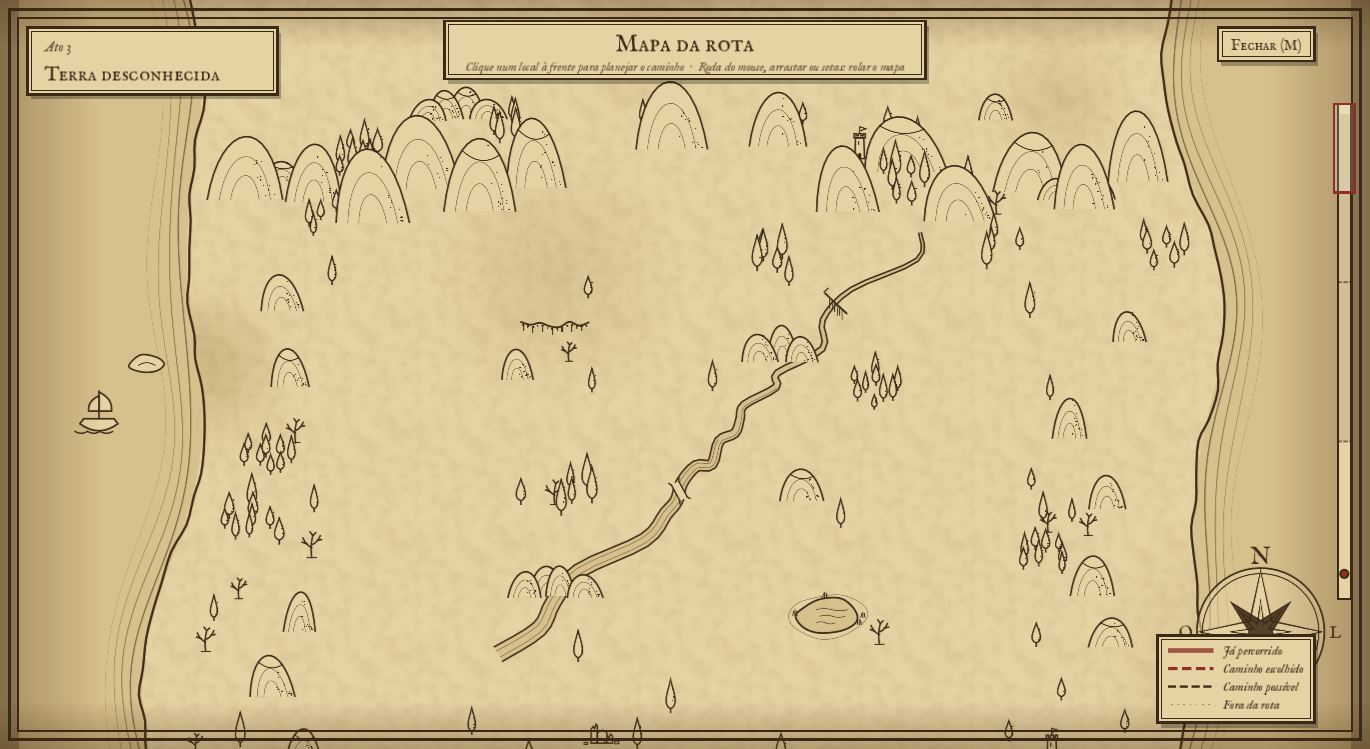 Ato 3
Terra desconhecida
Mapa da rota
Clique num local à frente para planejar o caminho · Roda do mouse, arrastar ou setas: rolar o mapa
Fechar (M)
N
O
L
Já percorrido
Caminho escolhido
Caminho possível
Fora da rota